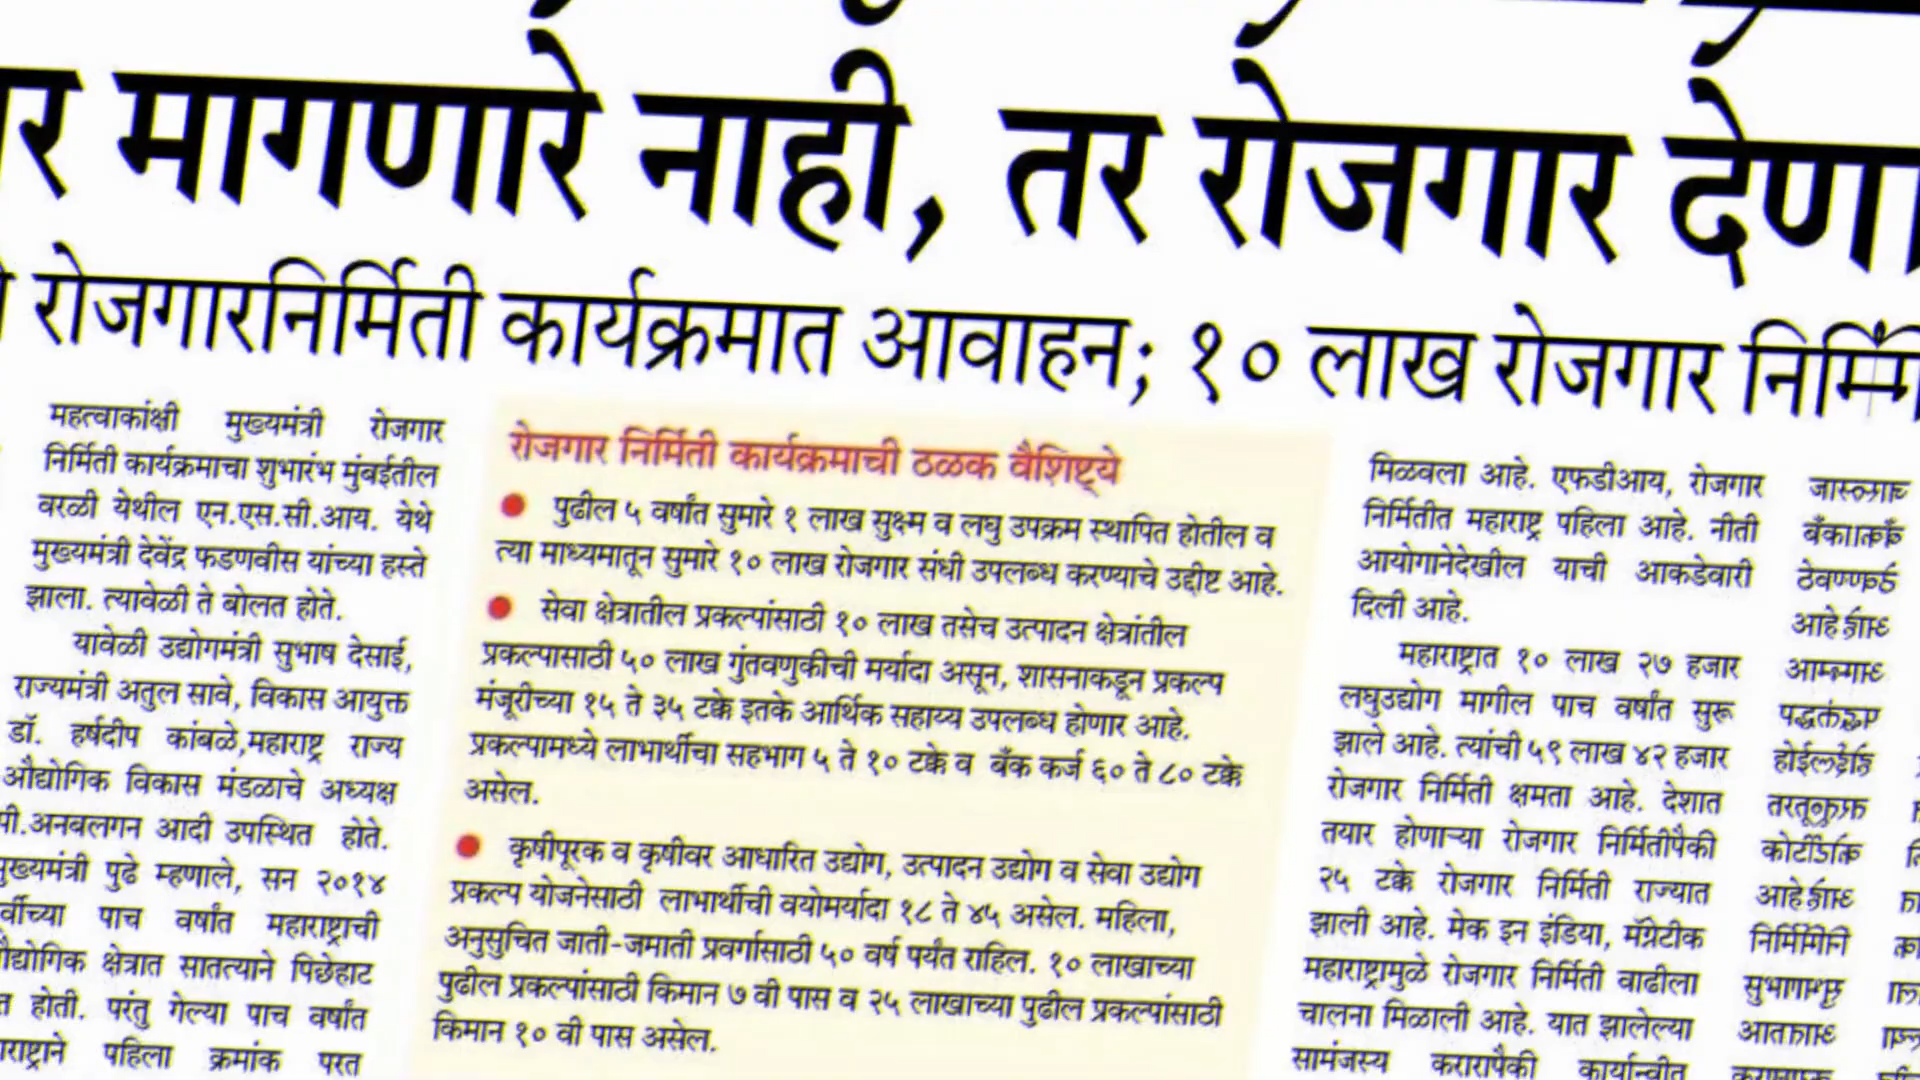 मागणारे नाही, तर रोजगार
रोजगारनिर्मिती कार्यक्रमात आवाहन; १० लाख रोजगार
महत्वाकांक्षी मुख्यमंत्री रोजगार
निर्मिती कार्यक्रमाचा शुभारंभ मुंबईतील
वरळी येथील एन.एस.सी.आय. येथे
मुख्यमंत्री देवेंद्र फडणवीस यांच्या हस्ते
झाला. त्यावेळी ते बोलत होते.
यावेळी उद्योगमंत्री सुभाष देसाई,
राज्यमंत्री अतुल सावे, विकास आयुक्त
डॉ. हर्षदीप कांबळे,महाराष्ट्र राज्य
औद्योगिक विकास मंडळाचे अध्यक्ष
पी.अनबलगन आदी उपस्थित होते.
मुख्यमंत्री पुढे म्हणाले, सन २०१४
पाच वर्षांत महाराष्ट्राची
क्षेत्रात सातत्याने पिछेहाट
होती. परंतु गेल्या पाच वर्षांत
पहिला क्रमांक परत
रोजगार निर्मिती कार्यक्रमाची ठळक वैशिष्ट्ये
● पुढील ५ वर्षांत सुमारे १ लाख सुक्ष्म व लघु उपक्रम स्थापित होतील व
त्या माध्यमातून सुमारे १० लाख रोजगार संधी उपलब्ध करण्याचे उद्दीष्ट आहे.
● सेवा क्षेत्रातील प्रकल्पांसाठी १० लाख तसेच उत्पादन क्षेत्रांतील
प्रकल्पासाठी ५० लाख गुंतवणुकीची मर्यादा असून, शासनाकडून प्रकल्प
मंजूरीच्या १५ ते ३५ टक्के इतके आर्थिक सहाय्य उपलब्ध होणार आहे.
प्रकल्पामध्ये लाभार्थीचा सहभाग ५ ते १० टक्के व बँक कर्ज ६० ते ८० टक्के
असेल.
● कृषीपूरक व कृषीवर आधारित उद्योग, उत्पादन उद्योग व सेवा उद्योग
प्रकल्प योजनेसाठी लाभार्थीची वयोमर्यादा १८ ते ४५ असेल. महिला,
अनुसुचित जाती-जमाती प्रवर्गासाठी ५० वर्ष पर्यंत राहिल. १० लाखाच्या
पुढील प्रकल्पांसाठी किमान ७ वी पास व २५ लाखाच्या पुढील प्रकल्पांसाठी
किमान १० वी पास असेल.
मिळवला आहे. एफडीआय, रोजगार
निर्मितीत महाराष्ट्र पहिला आहे. नीती
आयोगानेदेखील याची आकडेवारी
दिली आहे.
महाराष्ट्रात १० लाख २७ हजार
लघुउद्योग मागील पाच वर्षांत सुरू
झाले आहे. त्यांची ५९ लाख ४२ हजार
रोजगार निर्मिती क्षमता आहे. देशात
तयार होणाऱ्या रोजगार निर्मितीपैकी
२५ टक्के रोजगार निर्मिती राज्यात
झाली आहे. मेक इन इंडिया, मॅग्नेटीक
महाराष्ट्रामुळे रोजगार निर्मिती वाढीला
चालना मिळाली आहे. यात झालेल्या
सामंजस्य करारापैकी कार्यान्वीत